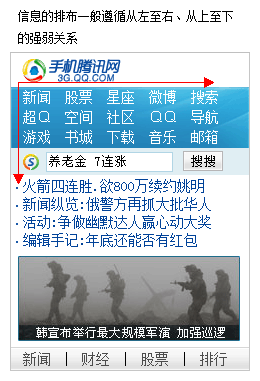 信息的排布一般遵循从左至右、从上至下
的强弱关系
手机腾讯网
3G.QQ.COM
新闻 股票 星座 微博 搜索
超Q 空间 社区 QQ 导航
游戏 书城 下载 音乐 邮箱
养老金 7连涨 搜搜
·火箭四连胜.欲800万续约姚明
·新闻纵览:俄警方再抓大批华人
·活动:争做幽默达人赢心动大奖
·编辑手记:年底还能否有红包
韩宣布举行最大规模军演 加强巡逻
新闻 | 财经 | 股票 | 排行